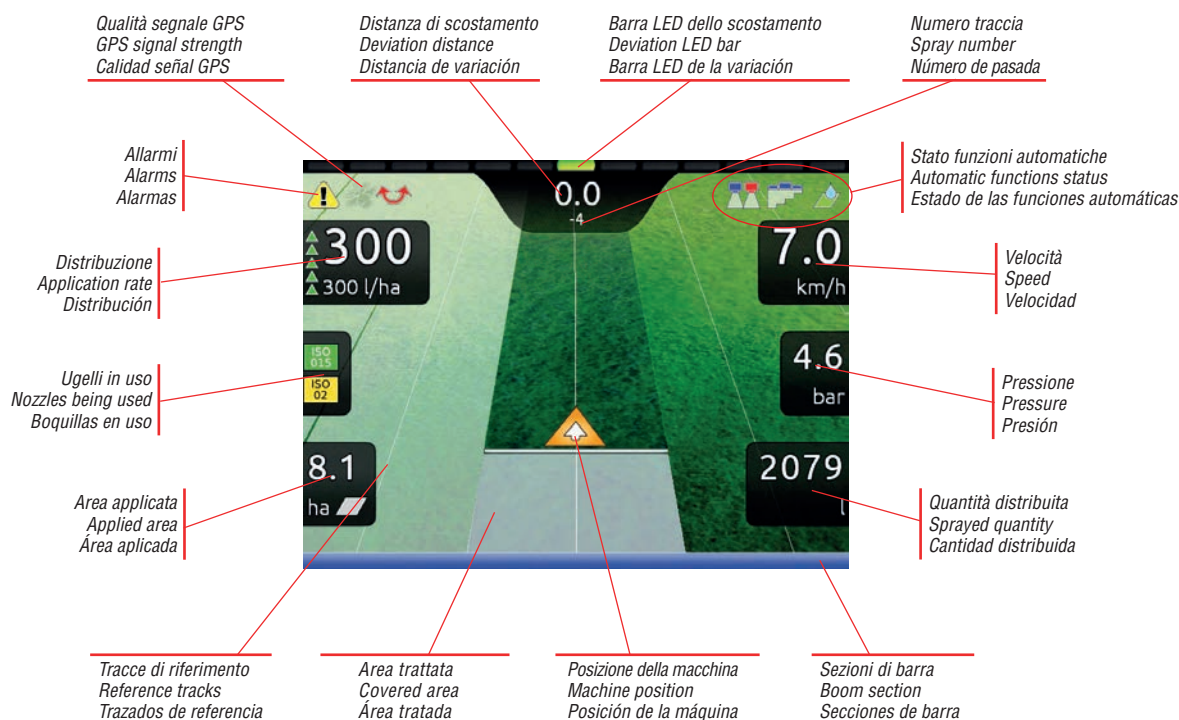 Qualità segnale GPS
GPS signal strength
Calidad señal GPS
Distanza di scostamento
Deviation distance
Distancia de variación
Barra LED dello scostamento
Deviation LED bar
Barra LED de la variación
Numero traccia
Spray number
Número de pasada
Allarmi
Alarms
Alarmas
Stato funzioni automatiche
Automatic functions status
Estado de las funciones automáticas
0.0
-4
300
300 l/ha
7.0
km/h
Distribuzione
Application rate
Distribución
Velocità
Speed
Velocidad
ISO
015
ISO
02
4.6
bar
Ugelli in uso
Nozzles being used
Boquillas en uso
Pressione
Pressure
Presión
8.1
ha
2079
l
Area applicata
Applied area
Área aplicada
Quantità distribuita
Sprayed quantity
Cantidad distribuida
Tracce di riferimento
Reference tracks
Trazados de referencia
Area trattata
Covered area
Área tratada
Posizione della macchina
Machine position
Posición de la máquina
Sezioni di barra
Boom section
Secciones de barra